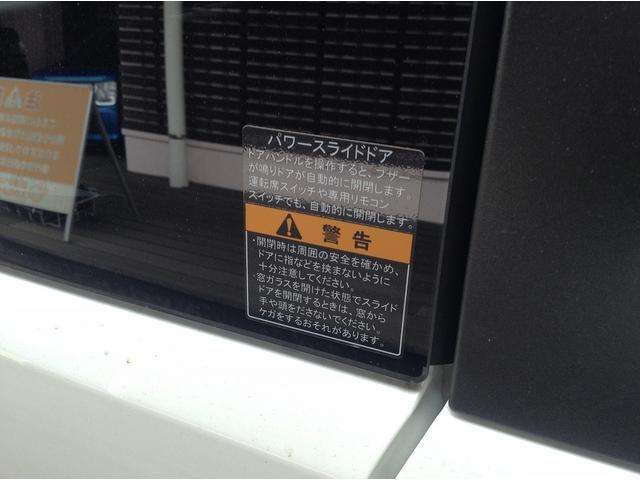 パワースライドドア
ドアハンドルを操作すると、ブザー
が鳴りドアが自動的に開閉します。
運転席スイッチや専用リモコン
スイッチでも、自動的に開閉します。
警告
・開閉時は周囲の安全を確かめ、
ドアに指などを挟まないように
十分注意してください。
・窓ガラスを開けた状態でスライド
ドアを開閉するときは、窓から
手や頭をださないでください。
ケガをするおそれがあります。